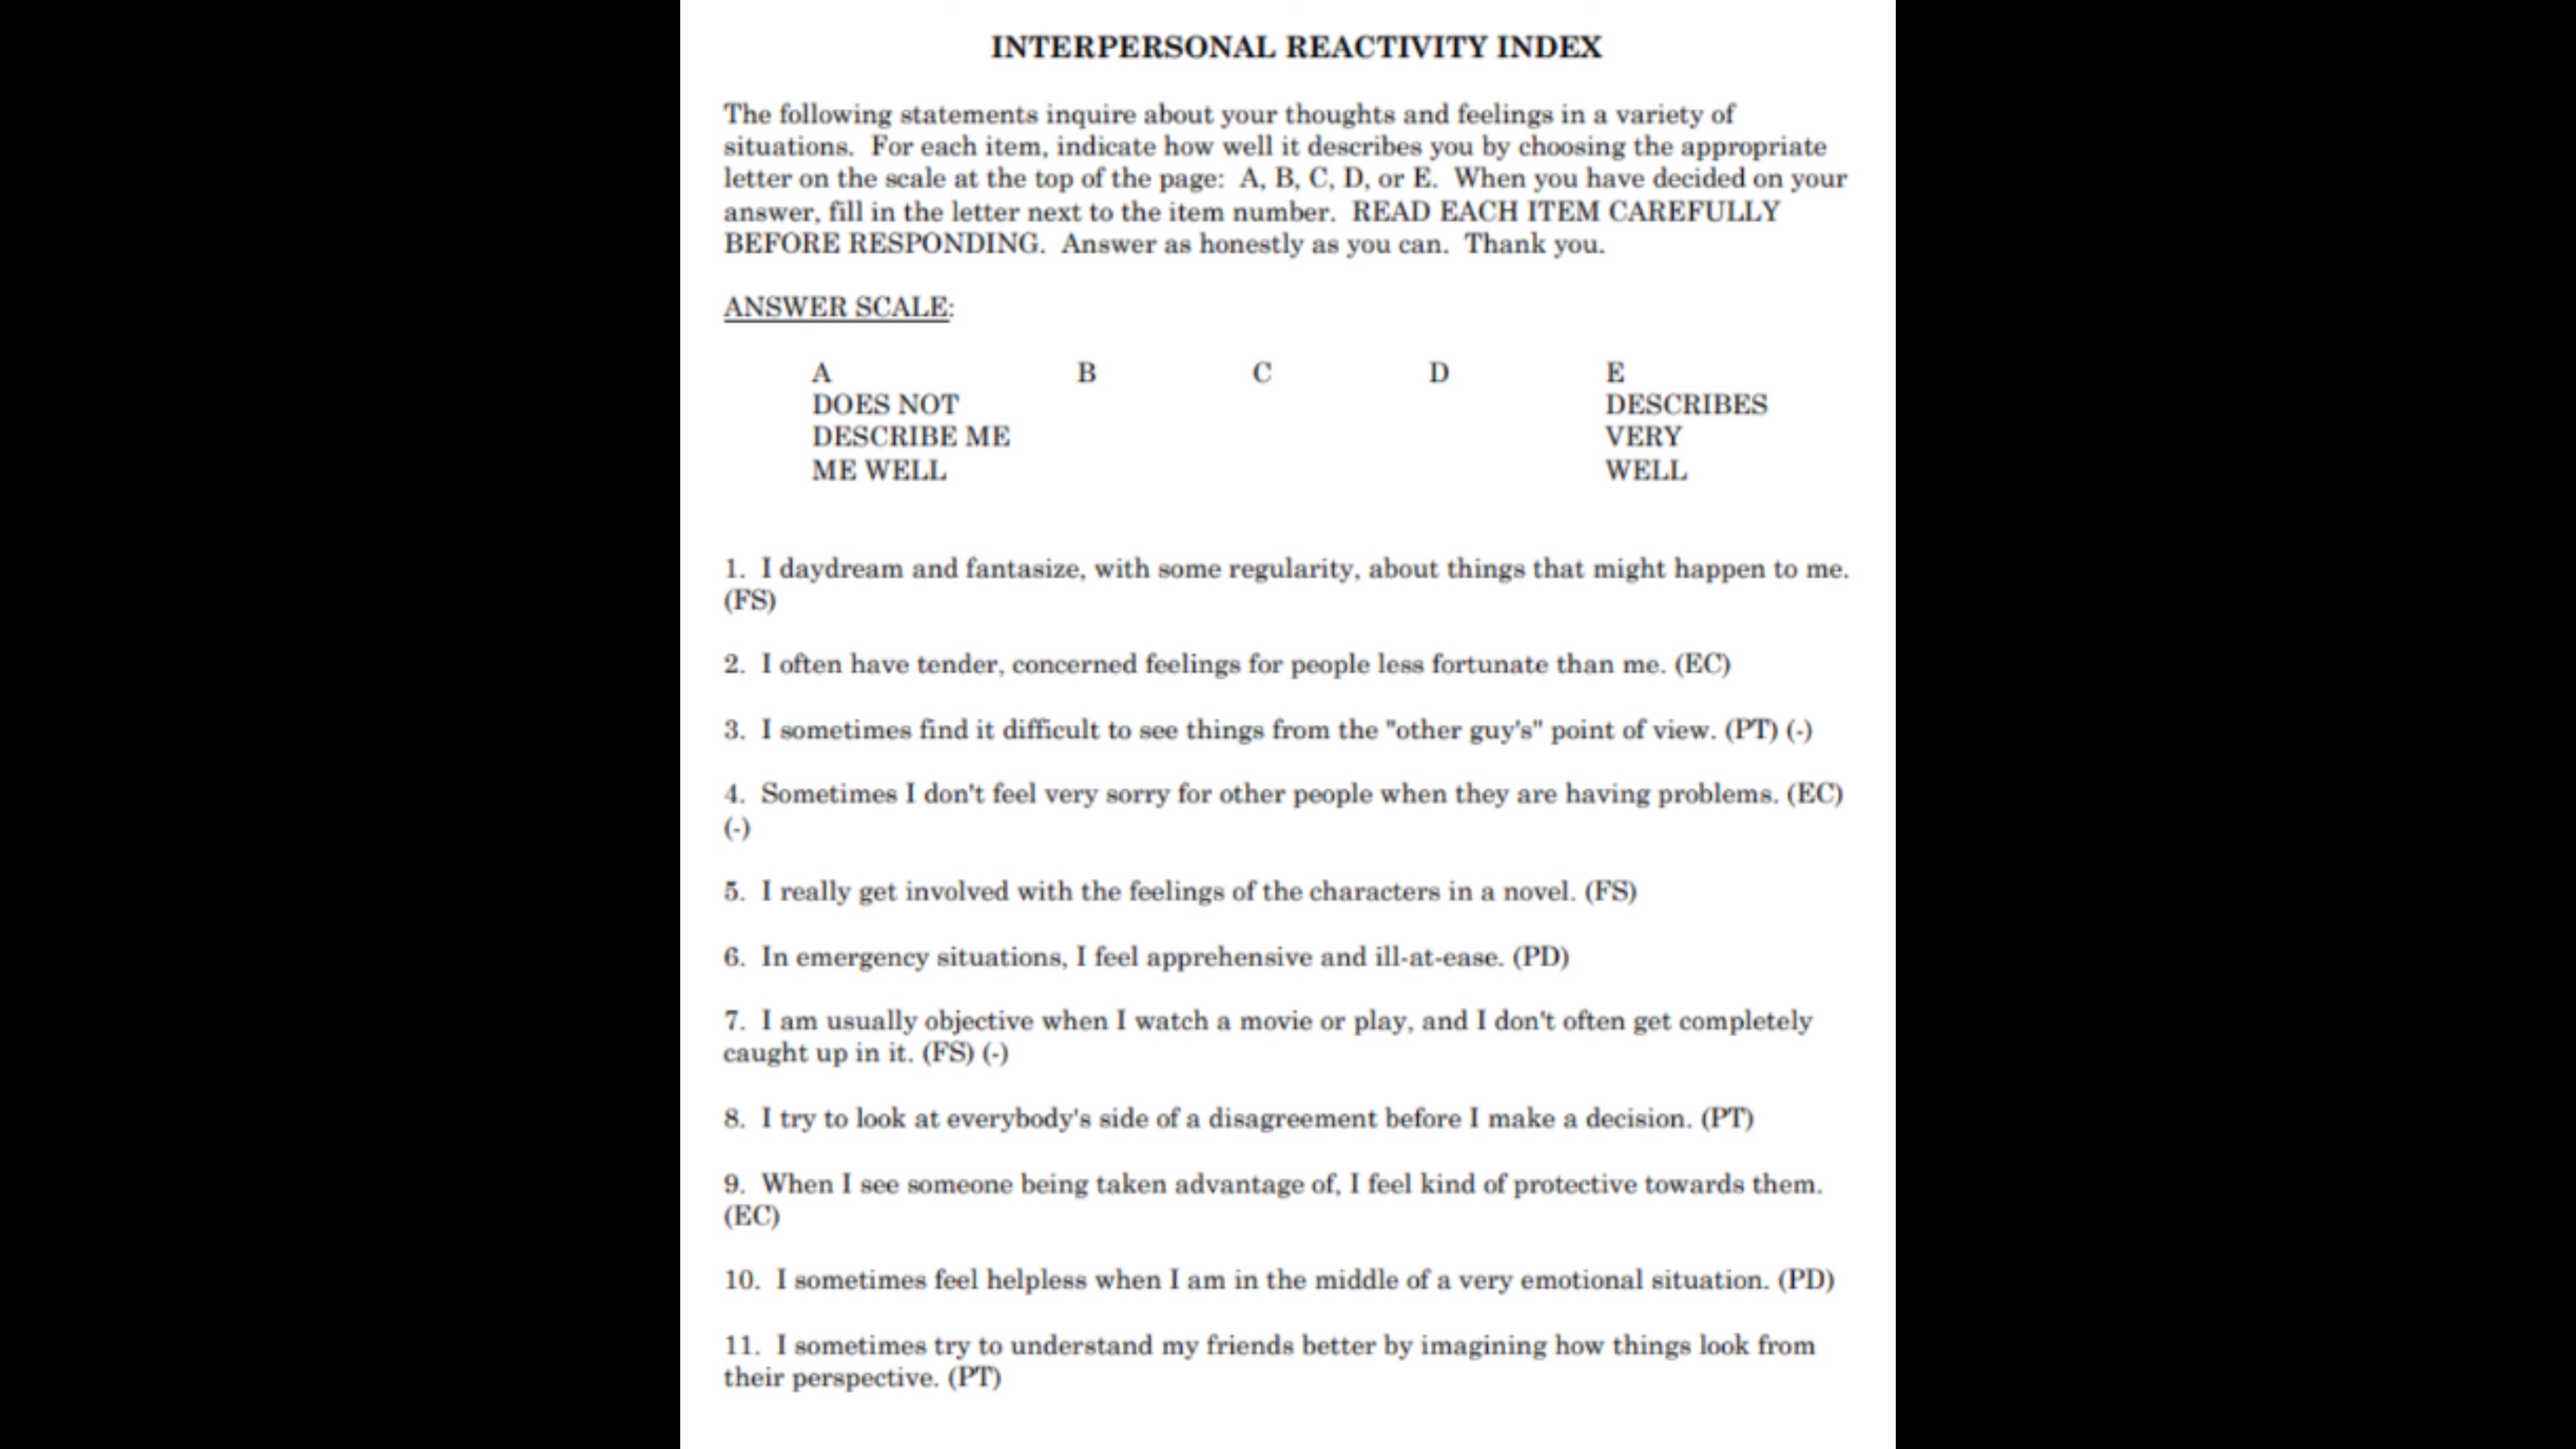 INTERPERSONAL REACTIVITY INDEX
The following statements inquire about your thoughts and feelings in a variety of
situations. For each item, indicate how well it describes you by choosing the appropriate
letter on the scale at the top of the page: A, B, C, D, or E. When you have decided on your
answer, fill in the letter next to the item number. READ EACH ITEM CAREFULLY
BEFORE RESPONDING. Answer as honestly as you can. Thank you.
ANSWER SCALE:
A B C D E
DOES NOT DESCRIBES
DESCRIBE ME VERY
ME WELL WELL
1. I daydream and fantasize, with some regularity, about things that might happen to me.
(FS)
2. I often have tender, concerned feelings for people less fortunate than me. (EC)
3. I sometimes find it difficult to see things from the "other guy's" point of view. (PT) (-)
4. Sometimes I don't feel very sorry for other people when they are having problems. (EC)
(-)
5. I really get involved with the feelings of the characters in a novel. (FS)
6. In emergency situations, I feel apprehensive and ill-at-ease. (PD)
7. I am usually objective when I watch a movie or play, and I don't often get completely
caught up in it. (FS) (-)
8. I try to look at everybody's side of a disagreement before I make a decision. (PT)
9. When I see someone being taken advantage of, I feel kind of protective towards them.
(EC)
10. I sometimes feel helpless when I am in the middle of a very emotional situation. (PD)
11. I sometimes try to understand my friends better by imagining how things look from
their perspective. (PT)